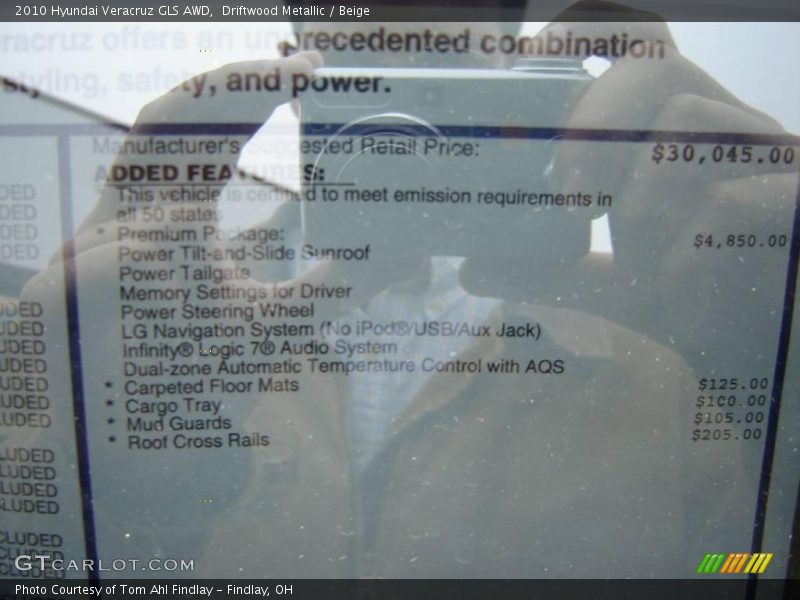 2010 Hyundai Veracruz GLS AWD, Driftwood Metallic / Beige
precedented combination
ty, and power.
Manufacturer's Suggested Retail Price: $30,045.00
ADDED FEATURES:
This vehicle is certified to meet emission requirements in
all 50 states
* Premium Package: $4,850.00
Power Tilt-and-Slide Sunroof
Power Tailgate
Memory Settings for Driver
Power Steering Wheel
LG Navigation System (No iPod®/USB/Aux Jack)
Infinity® Logic 7® Audio System
Dual-zone Automatic Temperature Control with AQS
* Carpeted Floor Mats $125.00
* Cargo Tray $100.00
* Mud Guards $105.00
* Roof Cross Rails $205.00
GTCARLOT.COM
Photo Courtesy of Tom Ahl Findlay - Findlay, OH